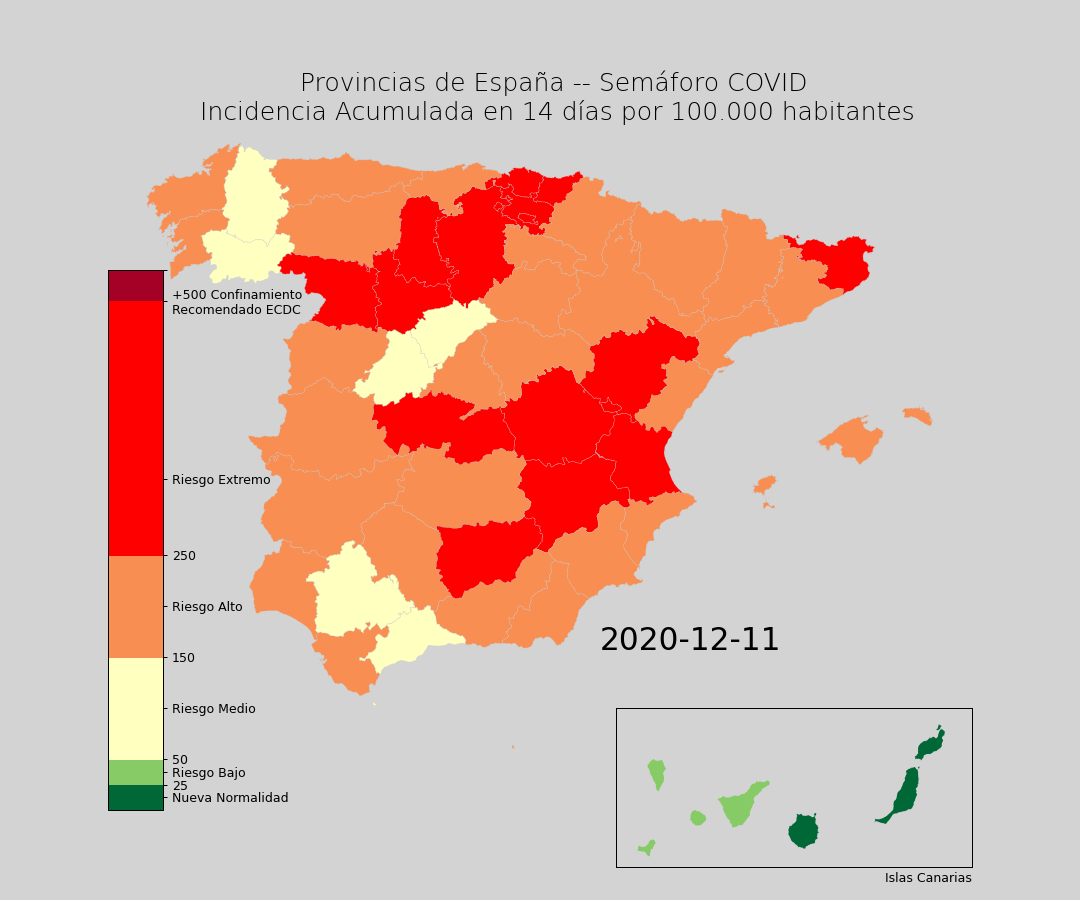 Provincias de España -- Semáforo COVID
Incidencia Acumulada en 14 días por 100.000 habitantes
+500 Confinamiento
Recomendado ECDC
Riesgo Extremo
250
Riesgo Alto
150
Riesgo Medio
50
Riesgo Bajo
25
Nueva Normalidad
2020-12-11
Islas Canarias